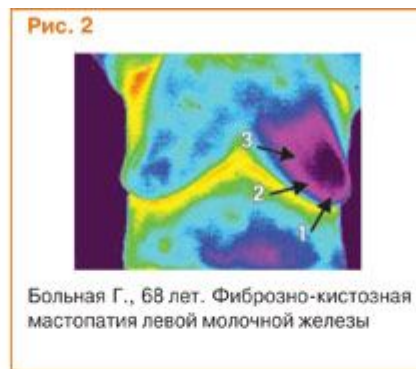 Рис. 2
3
2
1
Больная Г., 68 лет. Фиброзно-кистозная
мастопатия левой молочной железы